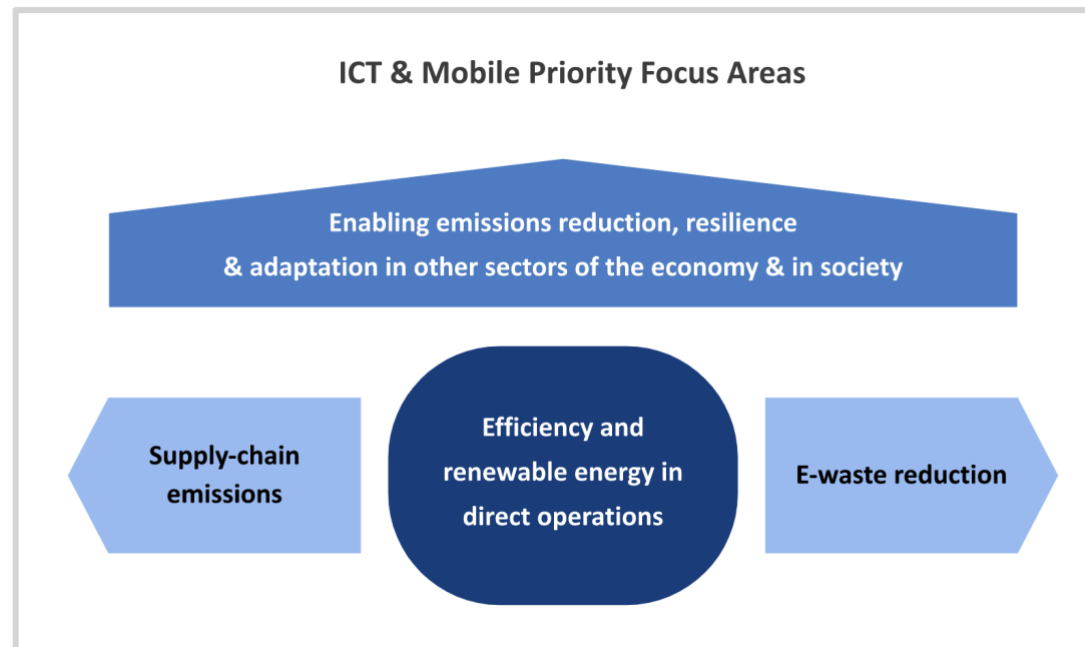 ICT & Mobile Priority Focus Areas
Enabling emissions reduction, resilience
& adaptation in other sectors of the economy & in society
Supply-chain
emissions
Efficiency and
renewable energy in
direct operations
E-waste reduction